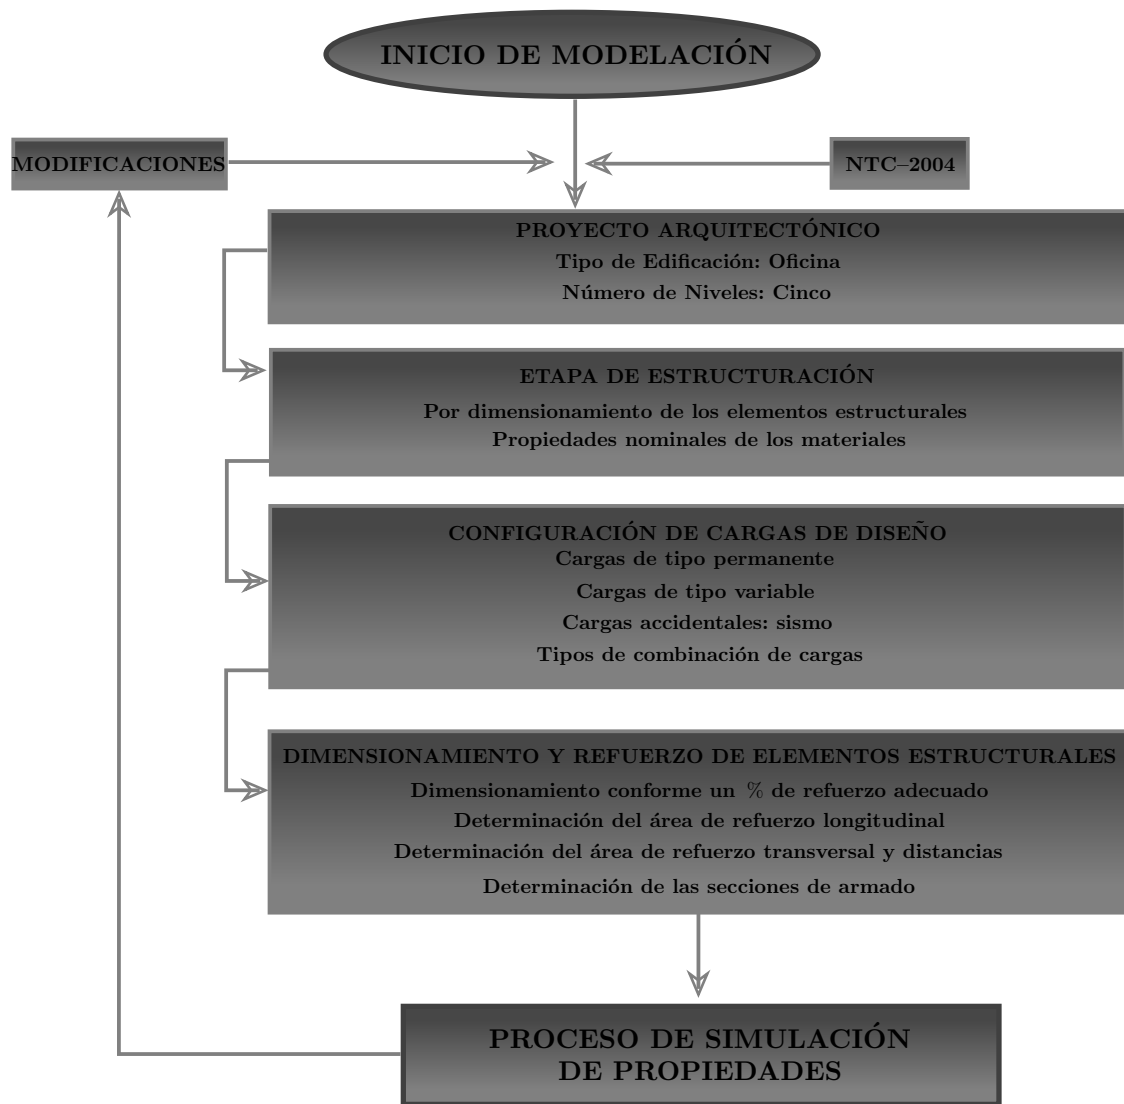 INICIO DE MODELACIÓN
MODIFICACIONES
NTC–2004
PROYECTO ARQUITECTÓNICO
Tipo de Edificación: Oficina
Número de Niveles: Cinco
ETAPA DE ESTRUCTURACIÓN
Por dimensionamiento de los elementos estructurales
Propiedades nominales de los materiales
CONFIGURACIÓN DE CARGAS DE DISEÑO
Cargas de tipo permanente
Cargas de tipo variable
Cargas accidentales: sismo
Tipos de combinación de cargas
DIMENSIONAMIENTO Y REFUERZO DE ELEMENTOS ESTRUCTURALES
Dimensionamiento conforme un % de refuerzo adecuado
Determinación del área de refuerzo longitudinal
Determinación del área de refuerzo transversal y distancias
Determinación de las secciones de armado
PROCESO DE SIMULACIÓN
DE PROPIEDADES